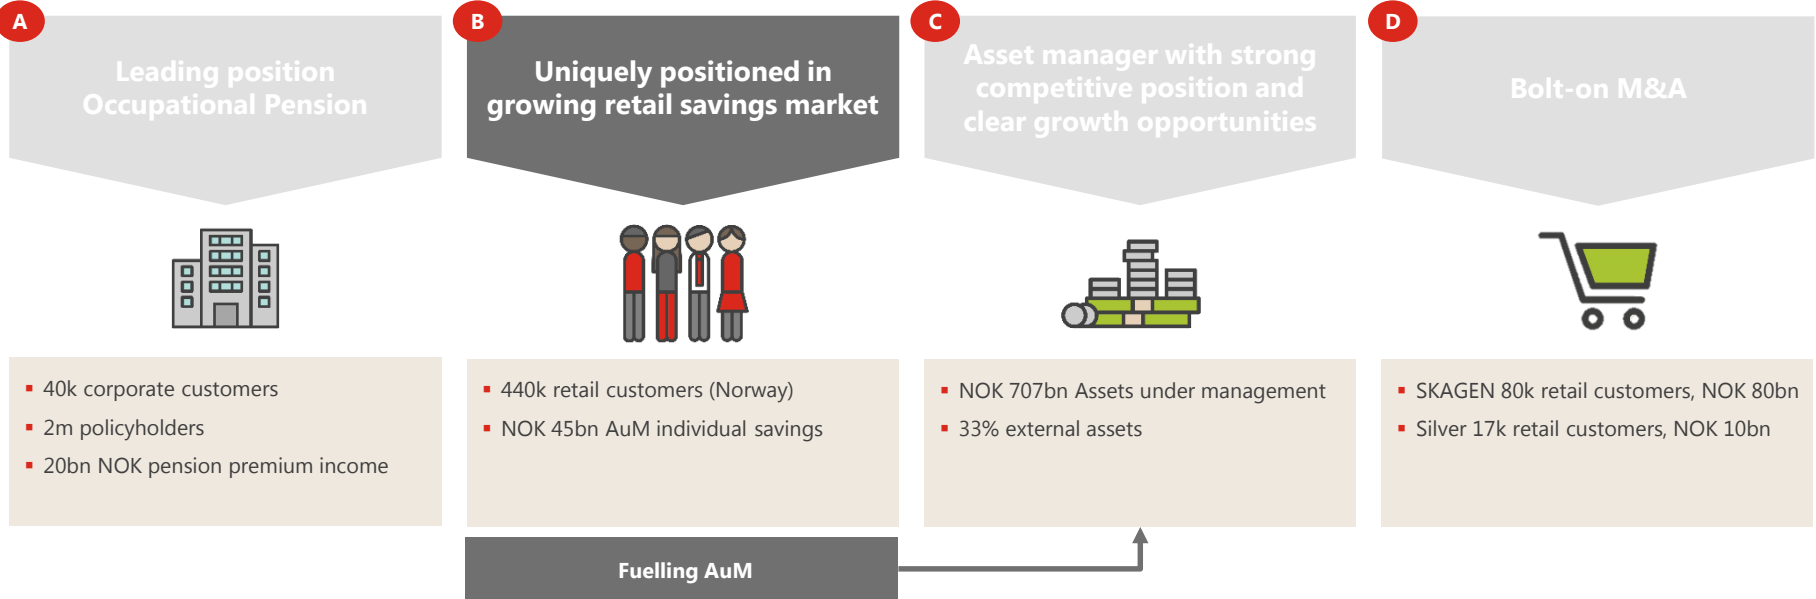 A
Leading position
Occupational Pension
40k corporate customers
2m policyholders
20bn NOK pension premium income
B
Uniquely positioned in
growing retail savings market
440k retail customers (Norway)
NOK 45bn AuM individual savings
Fuelling AuM
C
Asset manager with strong
competitive position and
clear growth opportunities
NOK 707bn Assets under management
33% external assets
D
Bolt-on M&A
SKAGEN 80k retail customers, NOK 80bn
Silver 17k retail customers, NOK 10bn